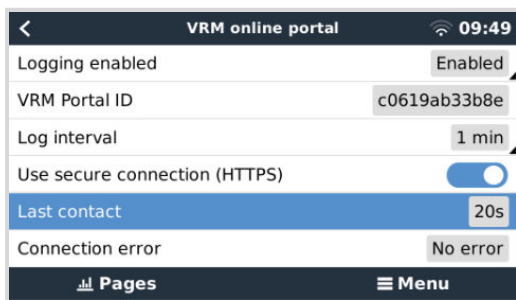 VRM online portal 09:49
Logging enabled Enabled
VRM Portal ID c0619ab33b8e
Log interval 1 min
Use secure connection (HTTPS)
Last contact 20s
Connection error No error
Pages Menu